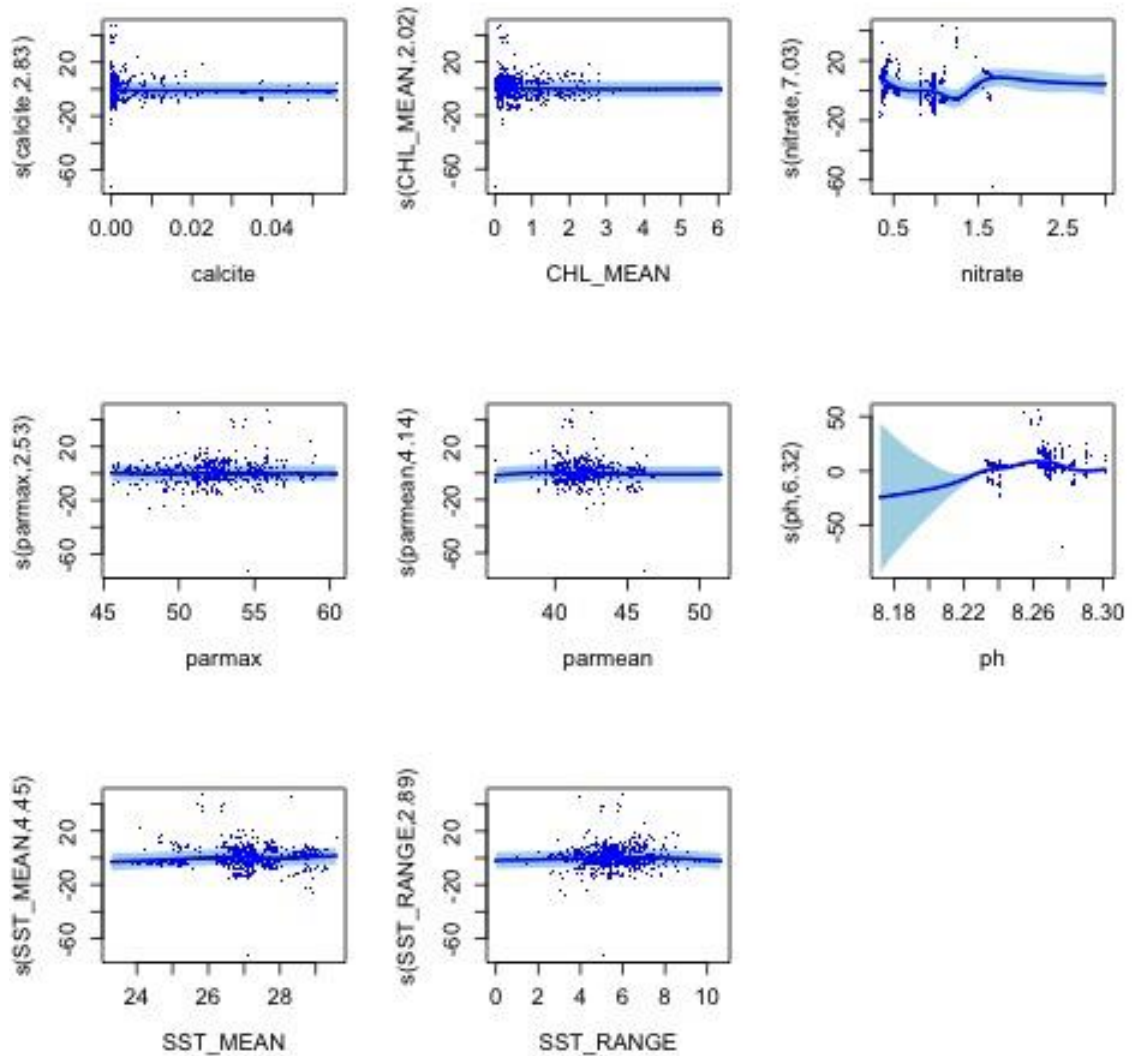 s(calcite,2.83)
20
-20
-60
0.00 0.02 0.04
calcite
s(CHL_MEAN,2.02)
20
-20
-60
0 1 2 3 4 5 6
CHL_MEAN
s(nitrate,7.03)
20
-20
-60
0.5 1.5 2.5
nitrate
s(parmax,2.53)
20
-20
-60
45 50 55 60
parmax
s(parmean,4.14)
20
-20
-60
40 45 50
parmean
s(ph,6.32)
50
0
-50
8.18 8.22 8.26 8.30
ph
s(SST_MEAN,4.45)
20
-20
-60
24 26 28
SST_MEAN
s(SST_RANGE,2.89)
20
-20
-60
0 2 4 6 8 10
SST_RANGE